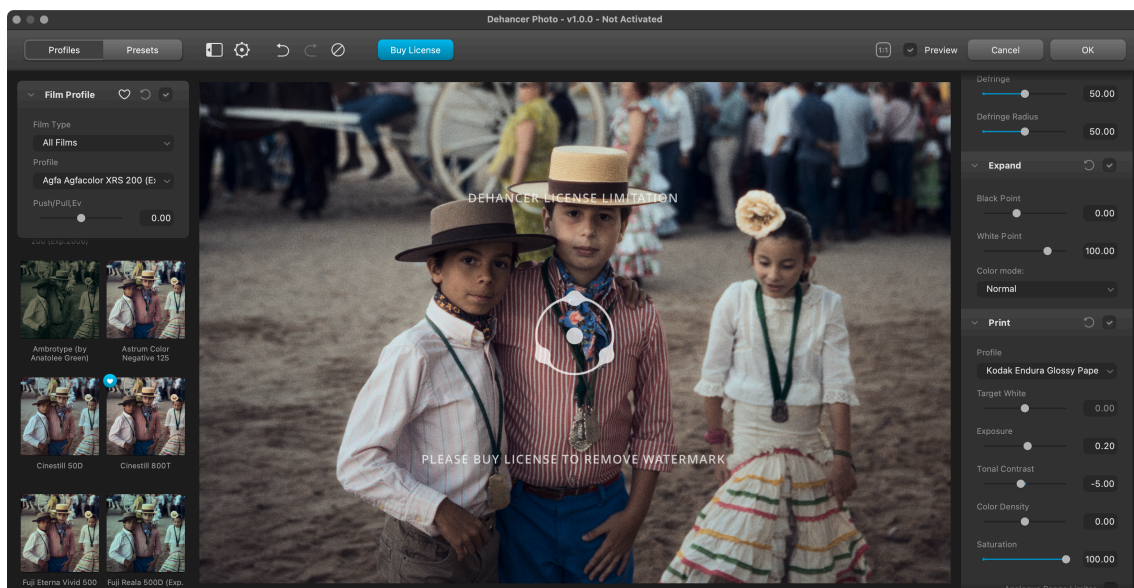 Dehancer Photo - v1.0.0 - Not Activated
Profiles
Presets
Buy License
1:1
Preview
Cancel
OK
Film Profile
Film Type
All Films
Profile
Agfa Agfacolor XRS 200 (E
Push/Pull,Ev
0.00
200 (Exp.2006)
Ambrotype (by
Anatolee Green)
Astrum Color
Negative 125
Cinestill 50D
Cinestill 800T
Fuji Eterna Vivid 500
Fuji Reala 500D (Exp.
DEHANCER LICENSE LIMITATION
PLEASE BUY LICENSE TO REMOVE WATERMARK
Defringe
50.00
Defringe Radius
50.00
Expand
Black Point
0.00
White Point
100.00
Color mode:
Normal
Print
Profile
Kodak Endura Glossy Pape
Target White
0.00
Exposure
0.20
Tonal Contrast
-5.00
Color Density
0.00
Saturation
100.00